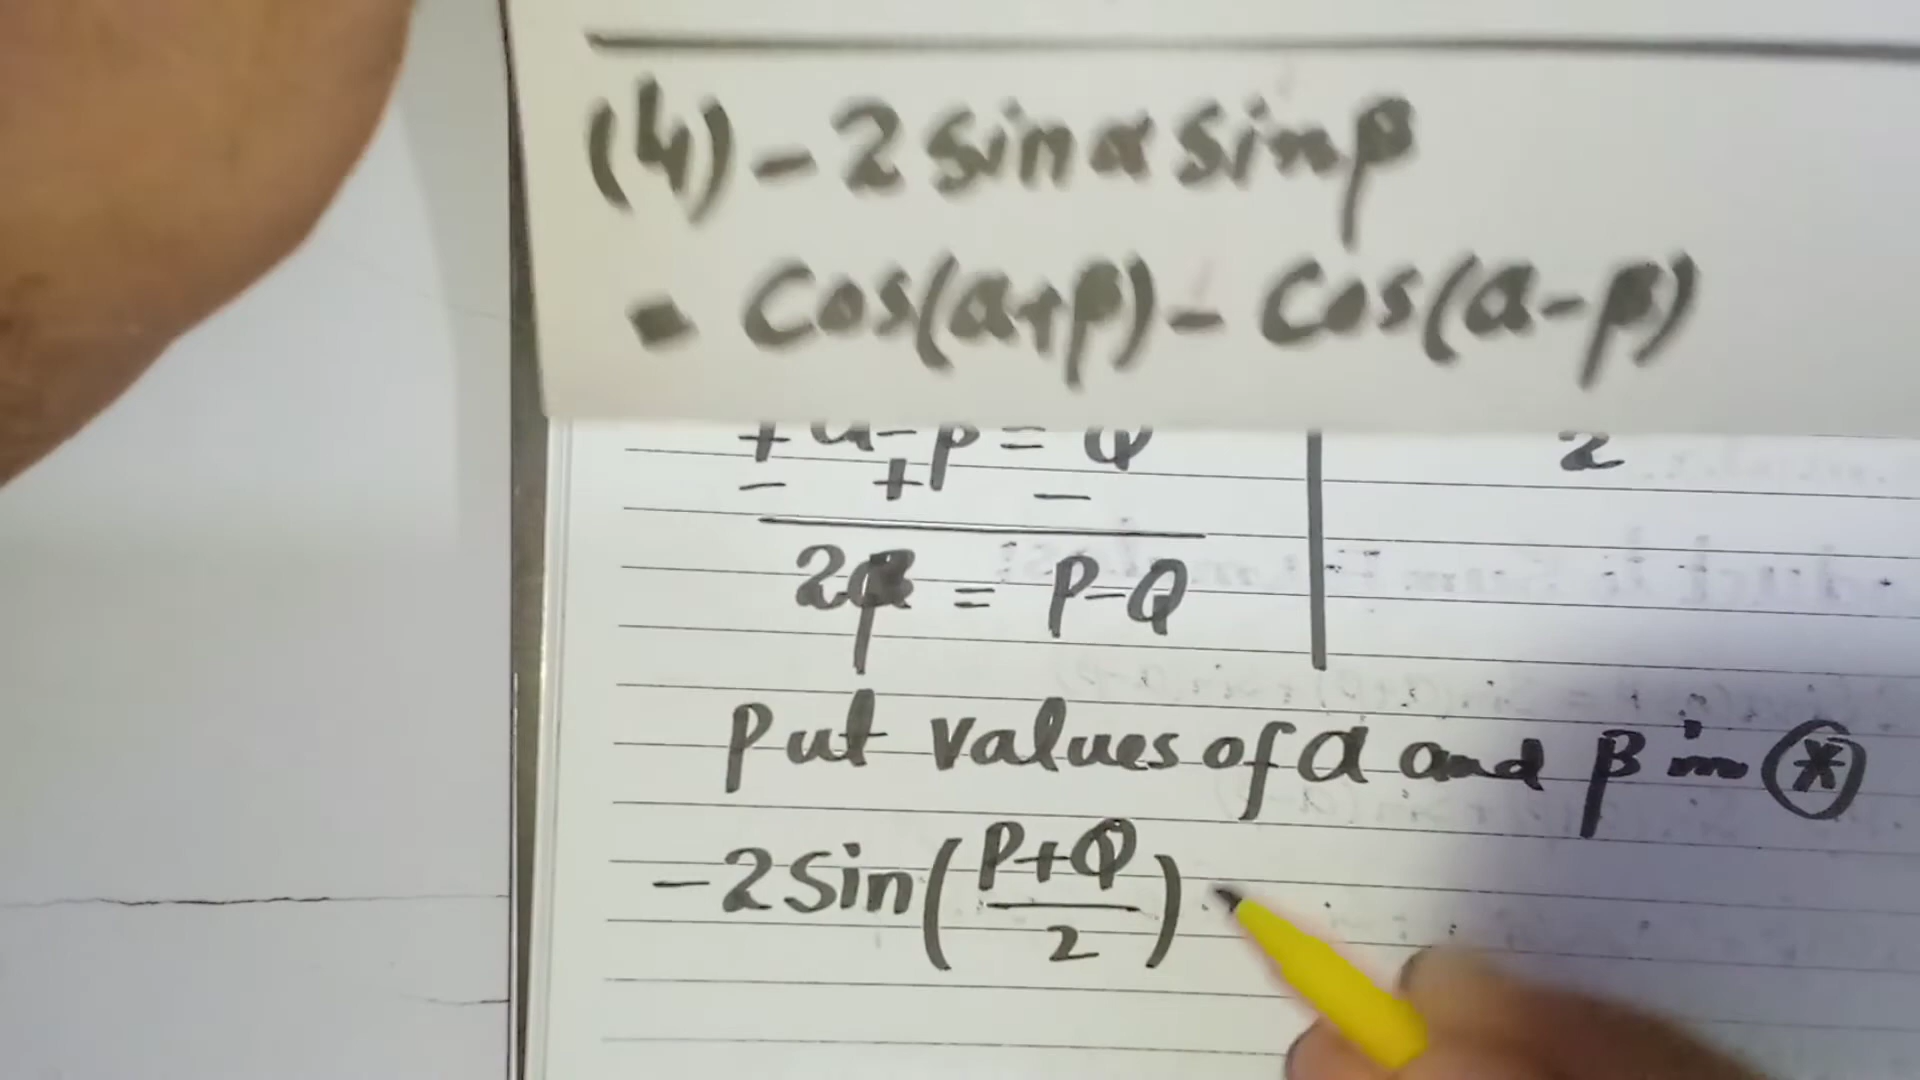 (4) - 2 Sin α Sin β
= Cos(α+β) - Cos(α-β)
+ α - β = Q
- + -
2
2β = P-Q
Put values of α and β in (*)
-2 Sin (P+Q/2)